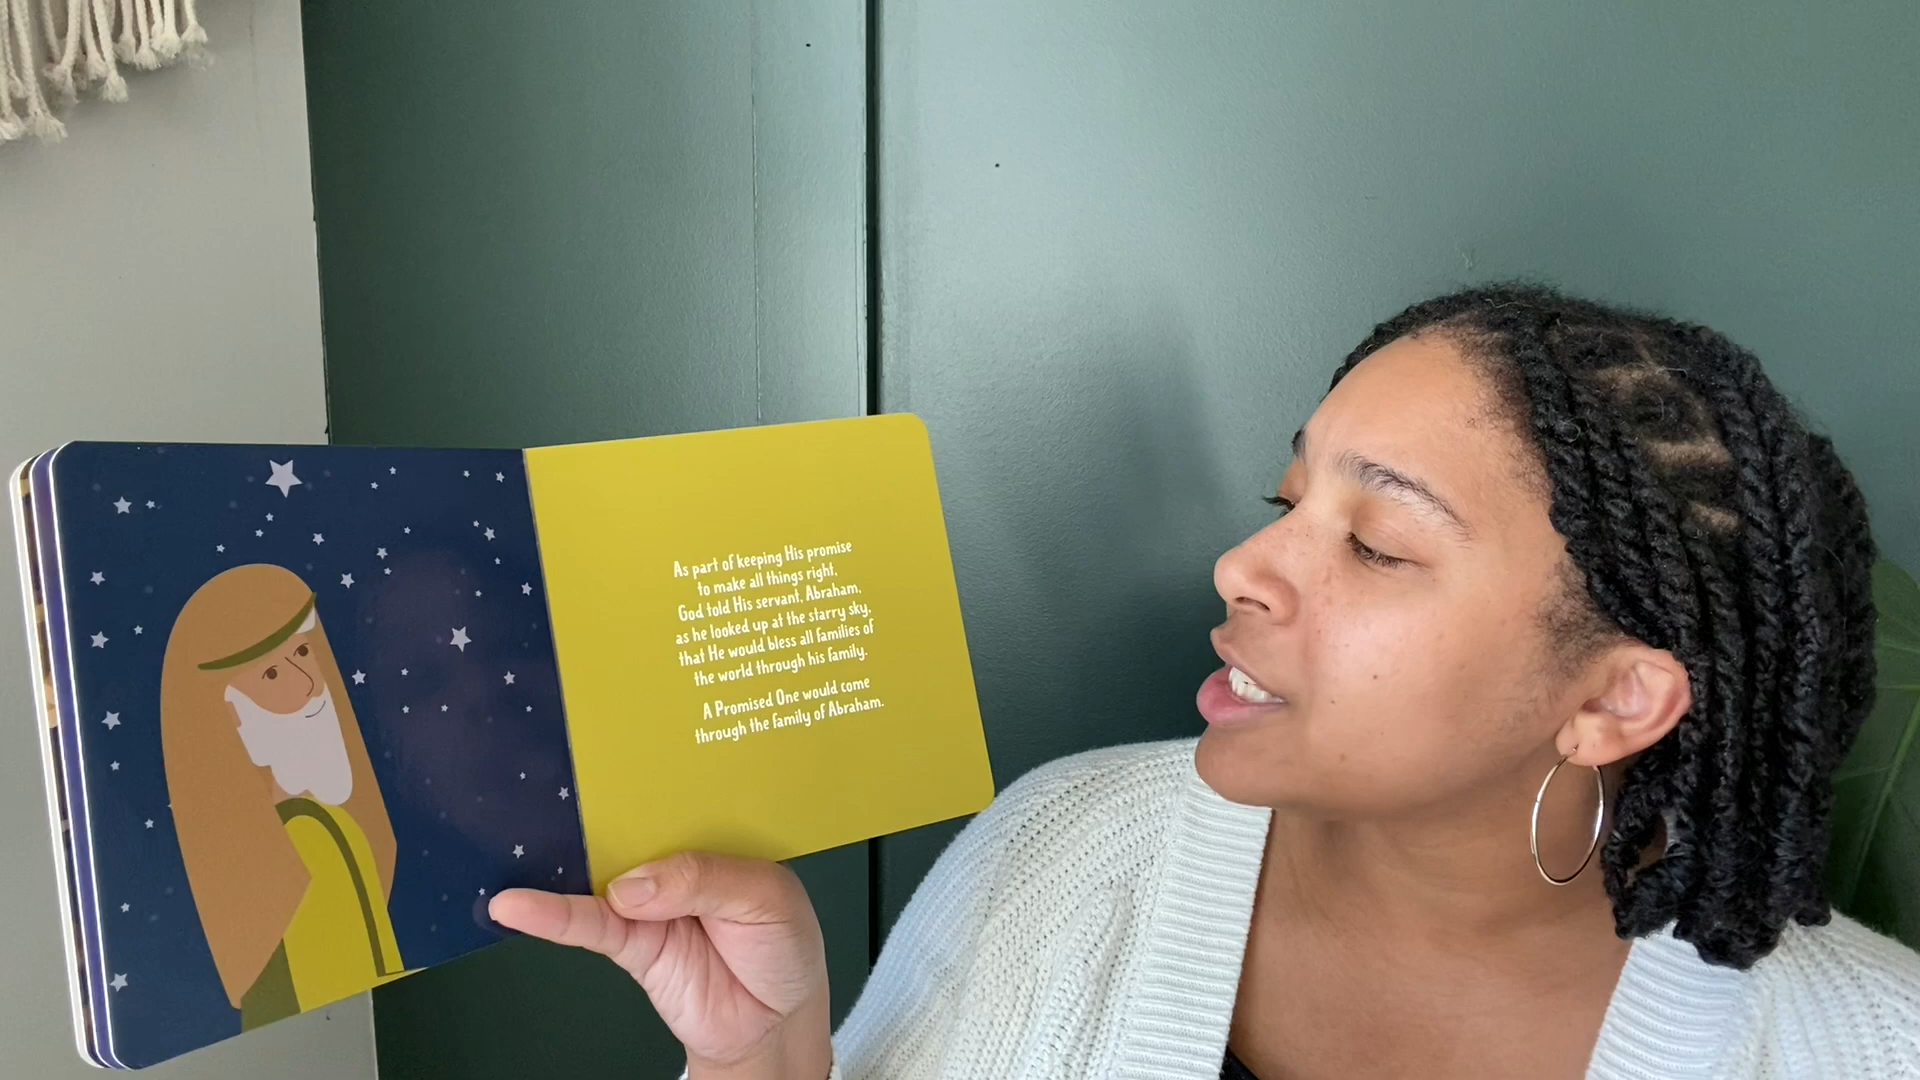 As part of keeping His promise
to make all things right,
God told His servant, Abraham,
as he looked up at the starry sky,
that He would bless all families of
the world through his family.
A Promised One would come
through the family of Abraham.